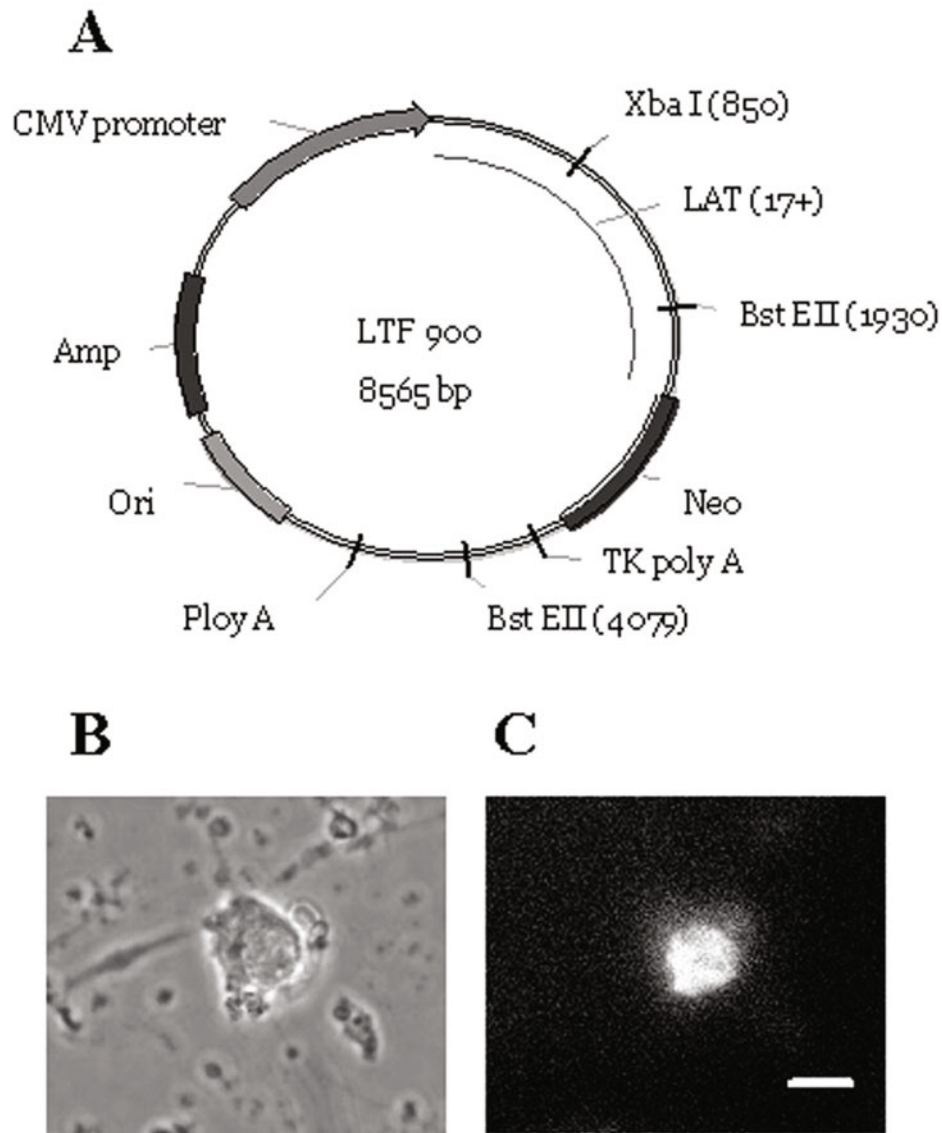 A
CMV promoter
Xba I (850)
LAT (17+)
Bst EII (1930)
LTF 900
8565 bp
Amp
Neo
Ori
TK poly A
Ploy A
Bst EII (4079)
B
C